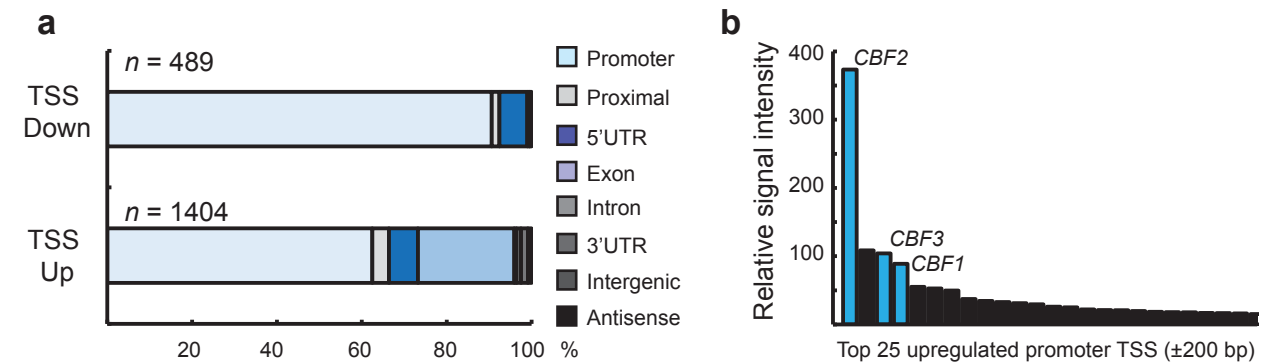 a
n = 489
TSS
Down
n = 1404
TSS
Up
20 40 60 80 100 %
Promoter
Proximal
5'UTR
Exon
Intron
3'UTR
Intergenic
Antisense
b
Relative signal intensity
400
300
200
100
CBF2
CBF3
CBF1
Top 25 upregulated promoter TSS (±200 bp)